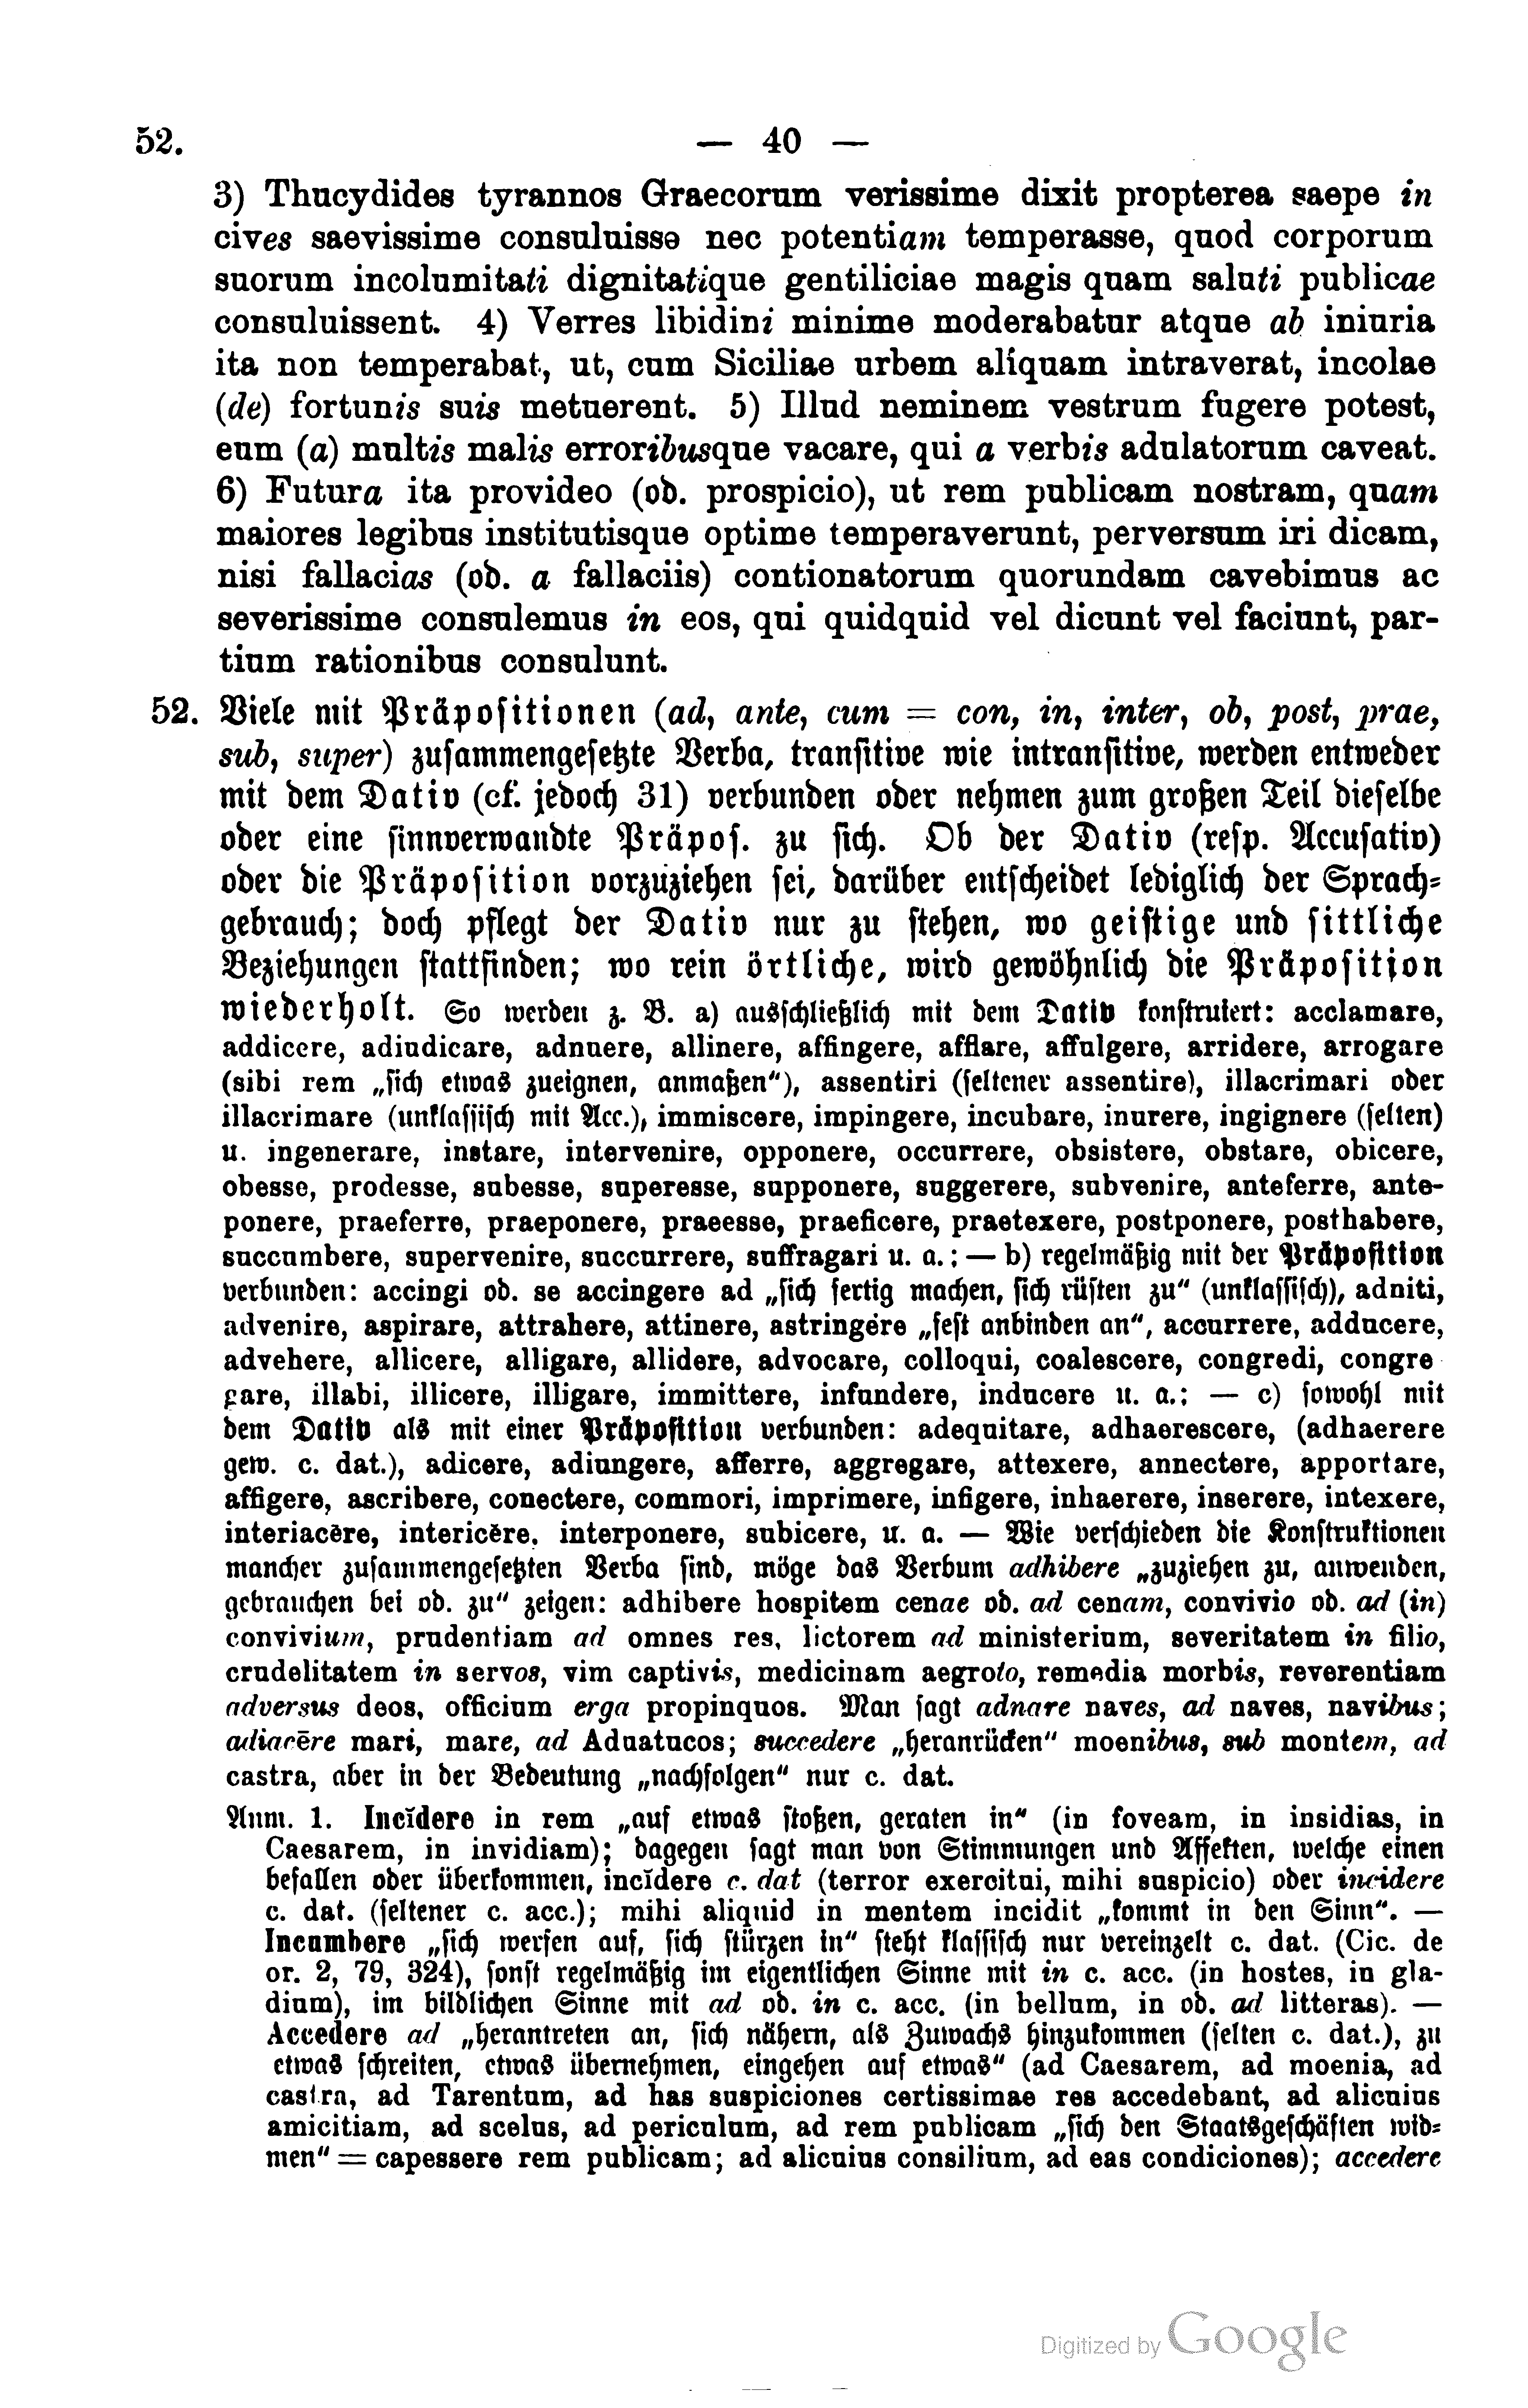 52.
— 40 —
3) Thucydides tyrannos Graecorum verissime dixit propterea saepe in
cives saevissime consuluisse nec potentiam temperasse, quod corporum
suorum incolumitati dignitatique gentiliciae magis quam saluti publicae
consuluissent. 4) Verres libidini minime moderabatur atque ab iniuria
ita non temperabat, ut, cum Siciliae urbem aliquam intraverat, incolae
(de) fortunis suis metuerent. 5) Illud neminem vestrum fugere potest,
eum (a) multis malis erroribusque vacare, qui a verbis adulatorum caveat.
6) Futura ita provideo (ob. prospicio), ut rem publicam nostram, quam
maiores legibus institutisque optime temperaverunt, perversum iri dicam,
nisi fallacias (ob. a fallaciis) contionatorum quorundam cavebimus ac
severissime consulemus in eos, qui quidquid vel dicunt vel faciunt, par-
tium rationibus consulunt.
52. Viele mit Präpositionen (ad, ante, cum = con, in, inter, ob, post, prae,
sub, super) zusammengesetzte Verba, transitive wie intransitive, werden entweder
mit dem Dativ (cf. jedoch 31) verbunden oder nehmen zum großen Teil dieselbe
oder eine sinnverwandte Präpos. zu sich. Ob der Dativ (resp. Accusativ)
oder die Präposition vorzuziehen sei, darüber entscheidet lediglich der Sprach-
gebrauch; doch pflegt der Dativ nur zu stehen, wo geistige und sittliche
Beziehungen stattfinden; wo rein örtliche, wird gewöhnlich die Präposition
wiederholt. So werden z. B. a) ausschließlich mit dem Dativ konstruiert: acclamare,
addicere, adiudicare, adnuere, allinere, affingere, afflare, affulgere, arridere, arrogare
(sibi rem „sich etwas zueignen, anmaßen“), assentiri (seltener assentire), illacrimari oder
illacrimare (unklassisch mit Acc.), immiscere, impingere, incubare, inurere, ingignere (selten)
u. ingenerare, instare, intervenire, opponere, occurrere, obsistere, obstare, obicere,
obesse, prodesse, subesse, superesse, supponere, suggerere, subvenire, anteferre, ante-
ponere, praeferre, praeponere, praeesse, praeficere, praetexere, postponere, posthabere,
succumbere, supervenire, succurrere, suffragari u. a.; — b) regelmäßig mit der Präposition
verbunden: accingi ob. se accingere ad „sich fertig machen, sich rüsten zu“ (unklassisch), adniti,
advenire, aspirare, attrahere, attinere, astringere „fest anbinden an“, accurrere, adducere,
advehere, allicere, alligare, allidere, advocare, colloqui, coalescere, congredi, congre
gare, illabi, illicere, illigare, immittere, infundere, inducere u. a.; — c) sowohl mit
dem Dativ als mit einer Präposition verbunden: adequitare, adhaerescere, (adhaerere
gew. c. dat.), adicere, adiungere, afferre, aggregare, attexere, annectere, apportare,
affigere, ascribere, conectere, commori, imprimere, infigere, inhaerere, inserere, intexere,
interiacēre, intericĕre, interponere, subicere, u. a. — Wie verschieden die Konstruktionen
mancher zusammengesetzten Verba sind, möge das Verbum adhibere „zuziehen zu, anwenden,
gebrauchen bei ob. zu“ zeigen: adhibere hospitem cenae ob. ad cenam, convivio ob. ad (in)
convivium, prudentiam ad omnes res, lictorem ad ministerium, severitatem in filio,
crudelitatem in servos, vim captivis, medicinam aegroto, remedia morbis, reverentiam
adversus deos, officium erga propinquos. Man sagt adnare naves, ad naves, navibus;
adiacēre mari, mare, ad Aduatucos; succedere „heranrücken“ moenibus, sub montem, ad
castra, aber in der Bedeutung „nachfolgen“ nur c. dat.
Anm. 1. Incĭdere in rem „auf etwas stoßen, geraten in“ (in foveam, in insidias, in
Caesarem, in invidiam); dagegen sagt man von Stimmungen und Affekten, welche einen
befallen oder überkommen, incĭdere c. dat (terror exercitui, mihi suspicio) oder incidere
c. dat. (seltener c. acc.); mihi aliquid in mentem incidit „kommt in den Sinn“. —
Incumbere „sich werfen auf, sich stürzen in“ steht klassisch nur vereinzelt c. dat. (Cic. de
or. 2, 79, 324), sonst regelmäßig im eigentlichen Sinne mit in c. acc. (in hostes, in gla-
dium), im bildlichen Sinne mit ad ob. in c. acc. (in bellum, in ob. ad litteras). —
Accedere ad „herantreten an, sich nähern, als Zuwachs hinzukommen (selten c. dat.), zu
etwas schreiten, etwas übernehmen, eingehen auf etwas“ (ad Caesarem, ad moenia, ad
castra, ad Tarentum, ad has suspiciones certissimae res accedebant, ad alicuius
amicitiam, ad scelus, ad periculum, ad rem publicam „sich den Staatsgeschäften wid-
men“ = capessere rem publicam; ad alicuius consilium, ad eas condiciones); accedere
Digitized by Google